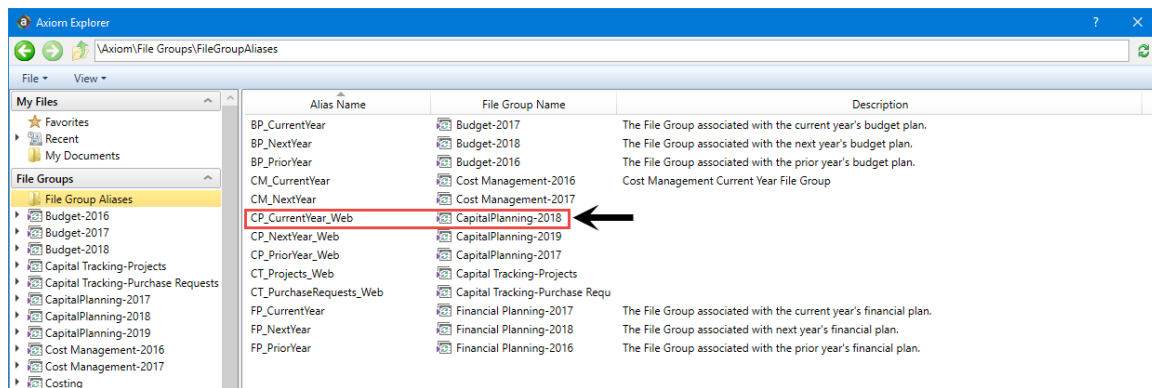 Axiom Explorer
\Axiom\File Groups\FileGroupAliases
File View
My Files
Favorites
Recent
My Documents
File Groups
File Group Aliases
Budget-2016
Budget-2017
Budget-2018
Capital Tracking-Projects
Capital Tracking-Purchase Requests
CapitalPlanning-2017
CapitalPlanning-2018
CapitalPlanning-2019
Cost Management-2016
Cost Management-2017
Costing
Alias Name File Group Name Description
BP_CurrentYear Budget-2017 The File Group associated with the current year's budget plan.
BP_NextYear Budget-2018 The File Group associated with the next year's budget plan.
BP_PriorYear Budget-2016 The File Group associated with the prior year's budget plan.
CM_CurrentYear Cost Management-2016 Cost Management Current Year File Group
CM_NextYear Cost Management-2017
CP_CurrentYear_Web CapitalPlanning-2018
CP_NextYear_Web CapitalPlanning-2019
CP_PriorYear_Web CapitalPlanning-2017
CT_Projects_Web Capital Tracking-Projects
CT_PurchaseRequests_Web Capital Tracking-Purchase Requ
FP_CurrentYear Financial Planning-2017 The File Group associated with the current year's financial plan.
FP_NextYear Financial Planning-2018 The File Group associated with next year's financial plan.
FP_PriorYear Financial Planning-2016 The File Group associated with the prior year's financial plan.